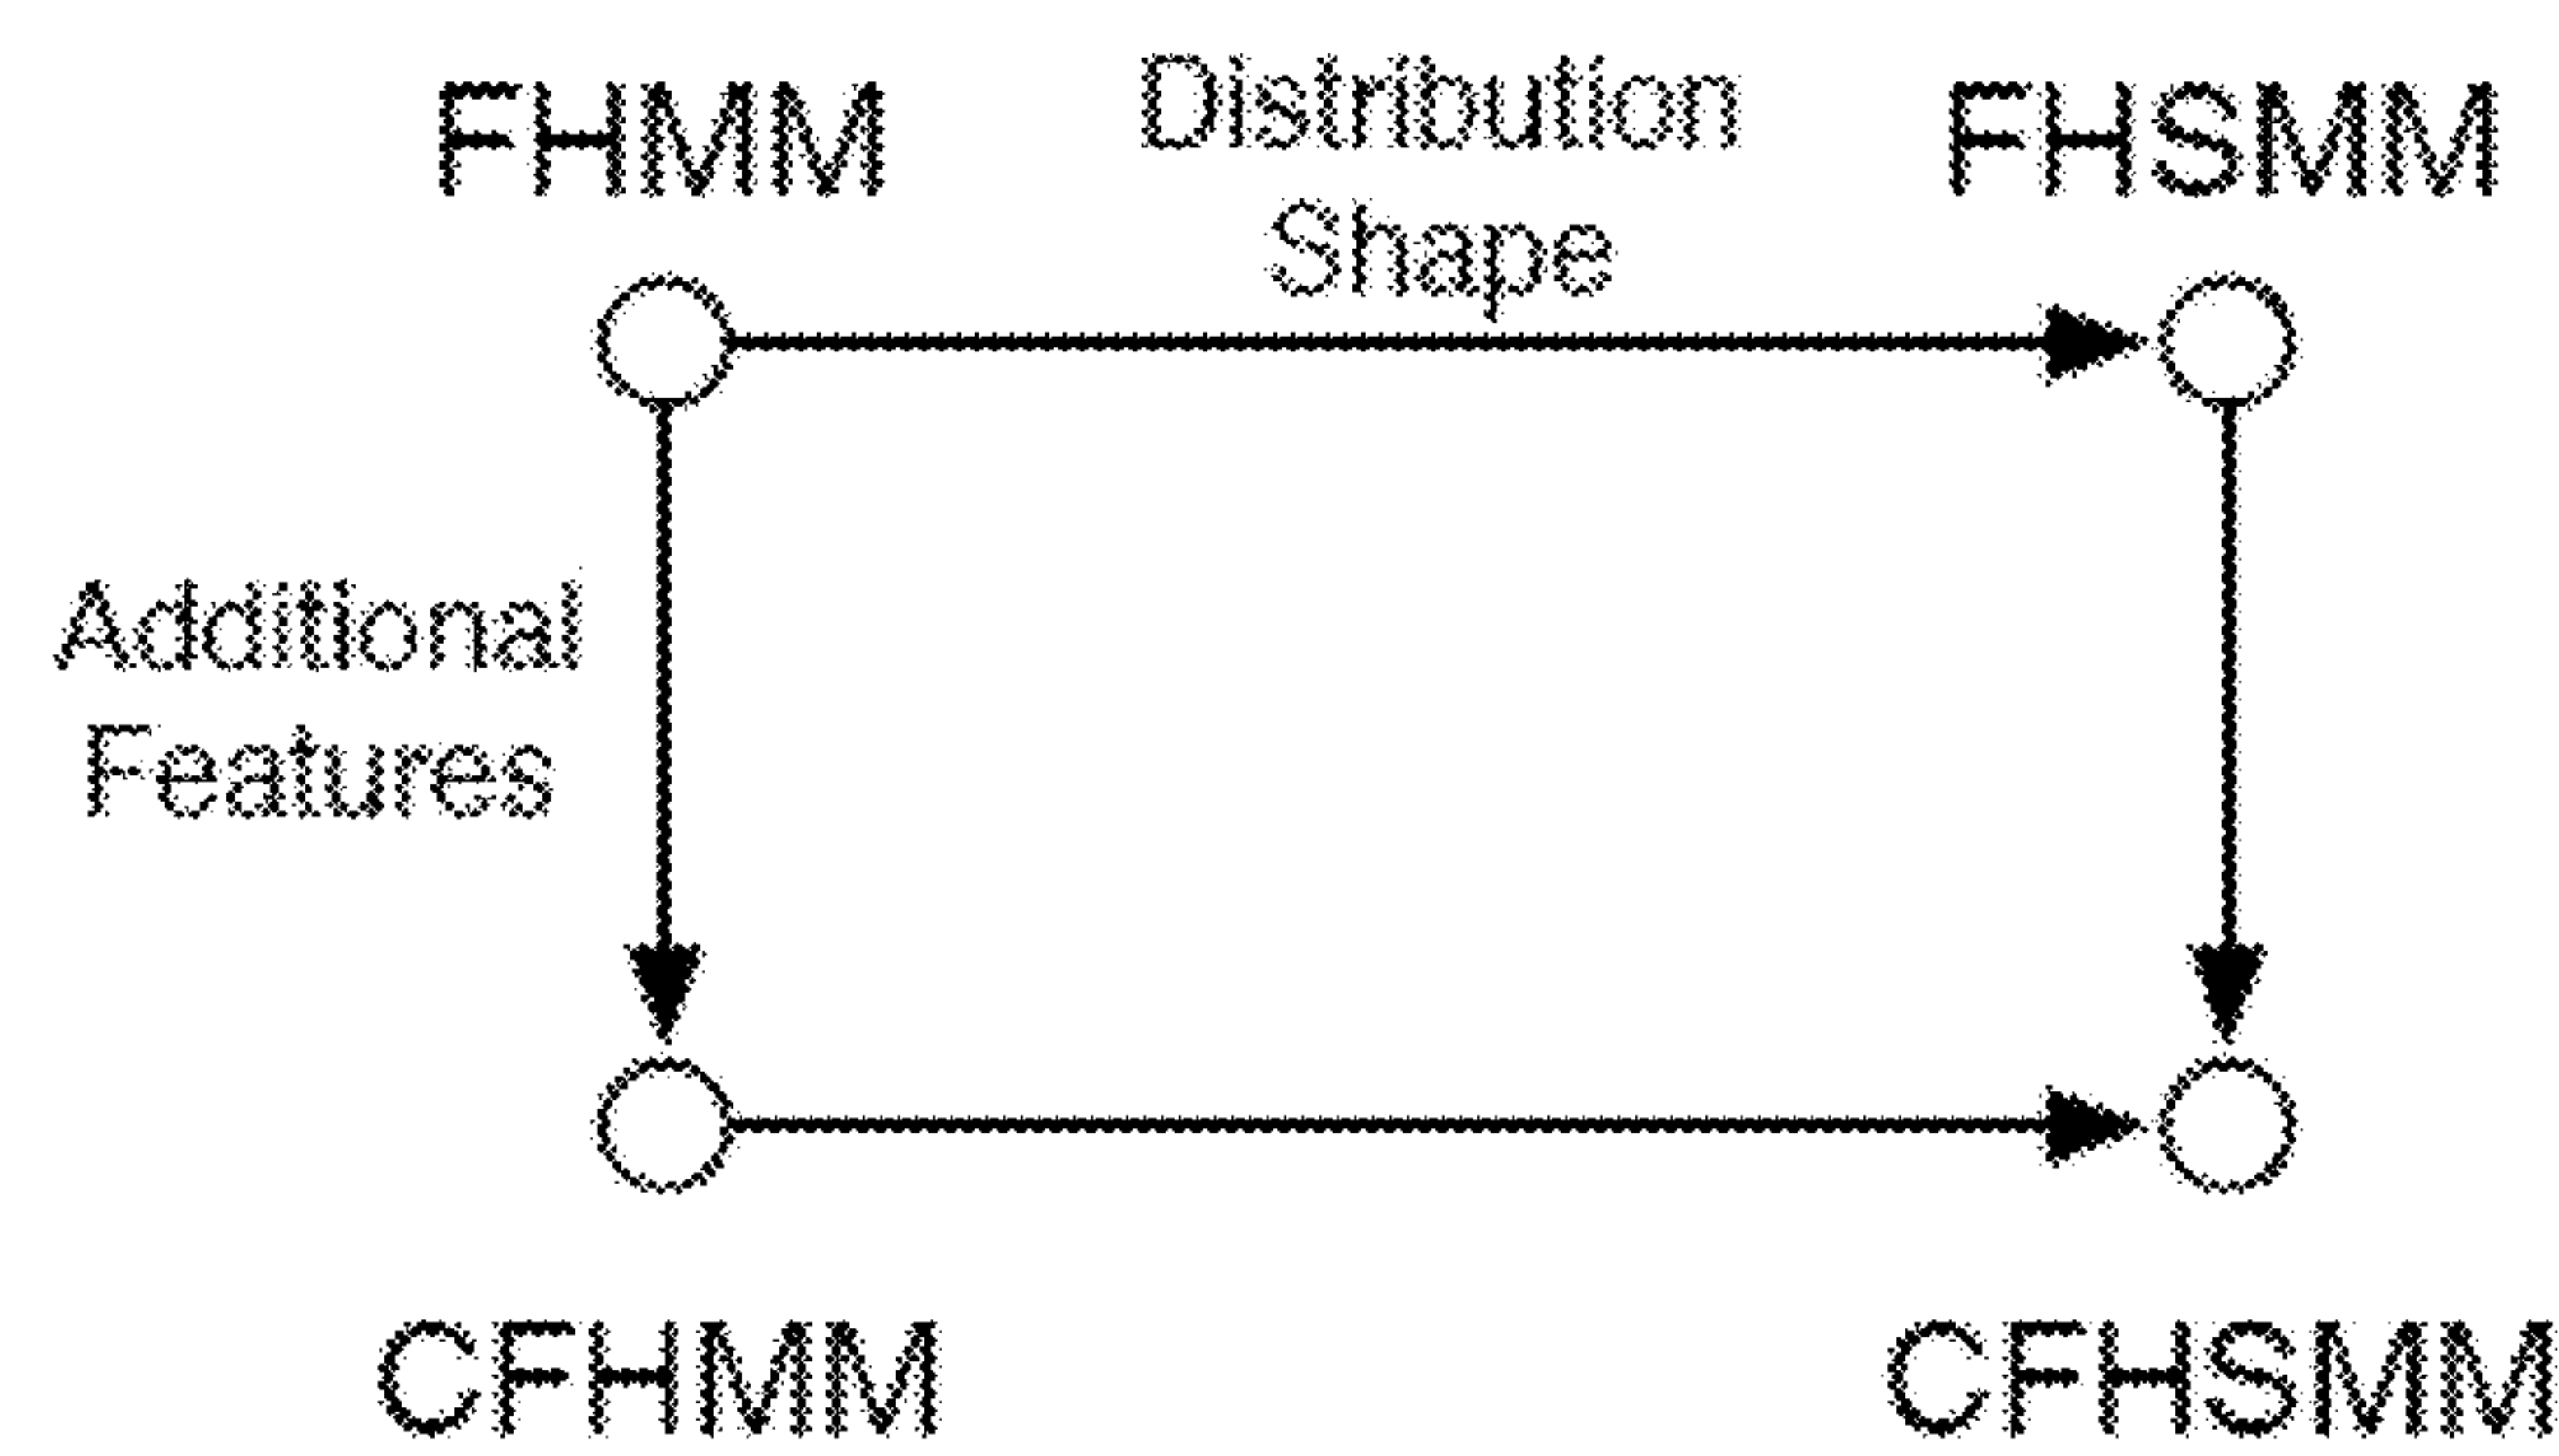 FHMM
Distribution
Shape
FHSMM
Additional
Features
CFHMM
CFHSMM